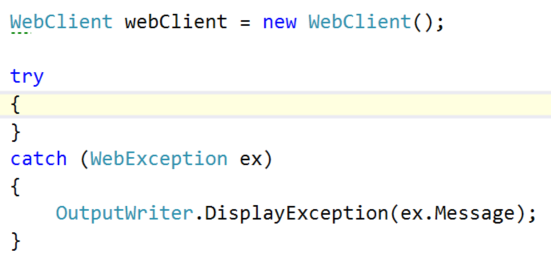 WebClient webClient = new WebClient();
try
{
}
catch (WebException ex)
{
    OutputWriter.DisplayException(ex.Message);
}